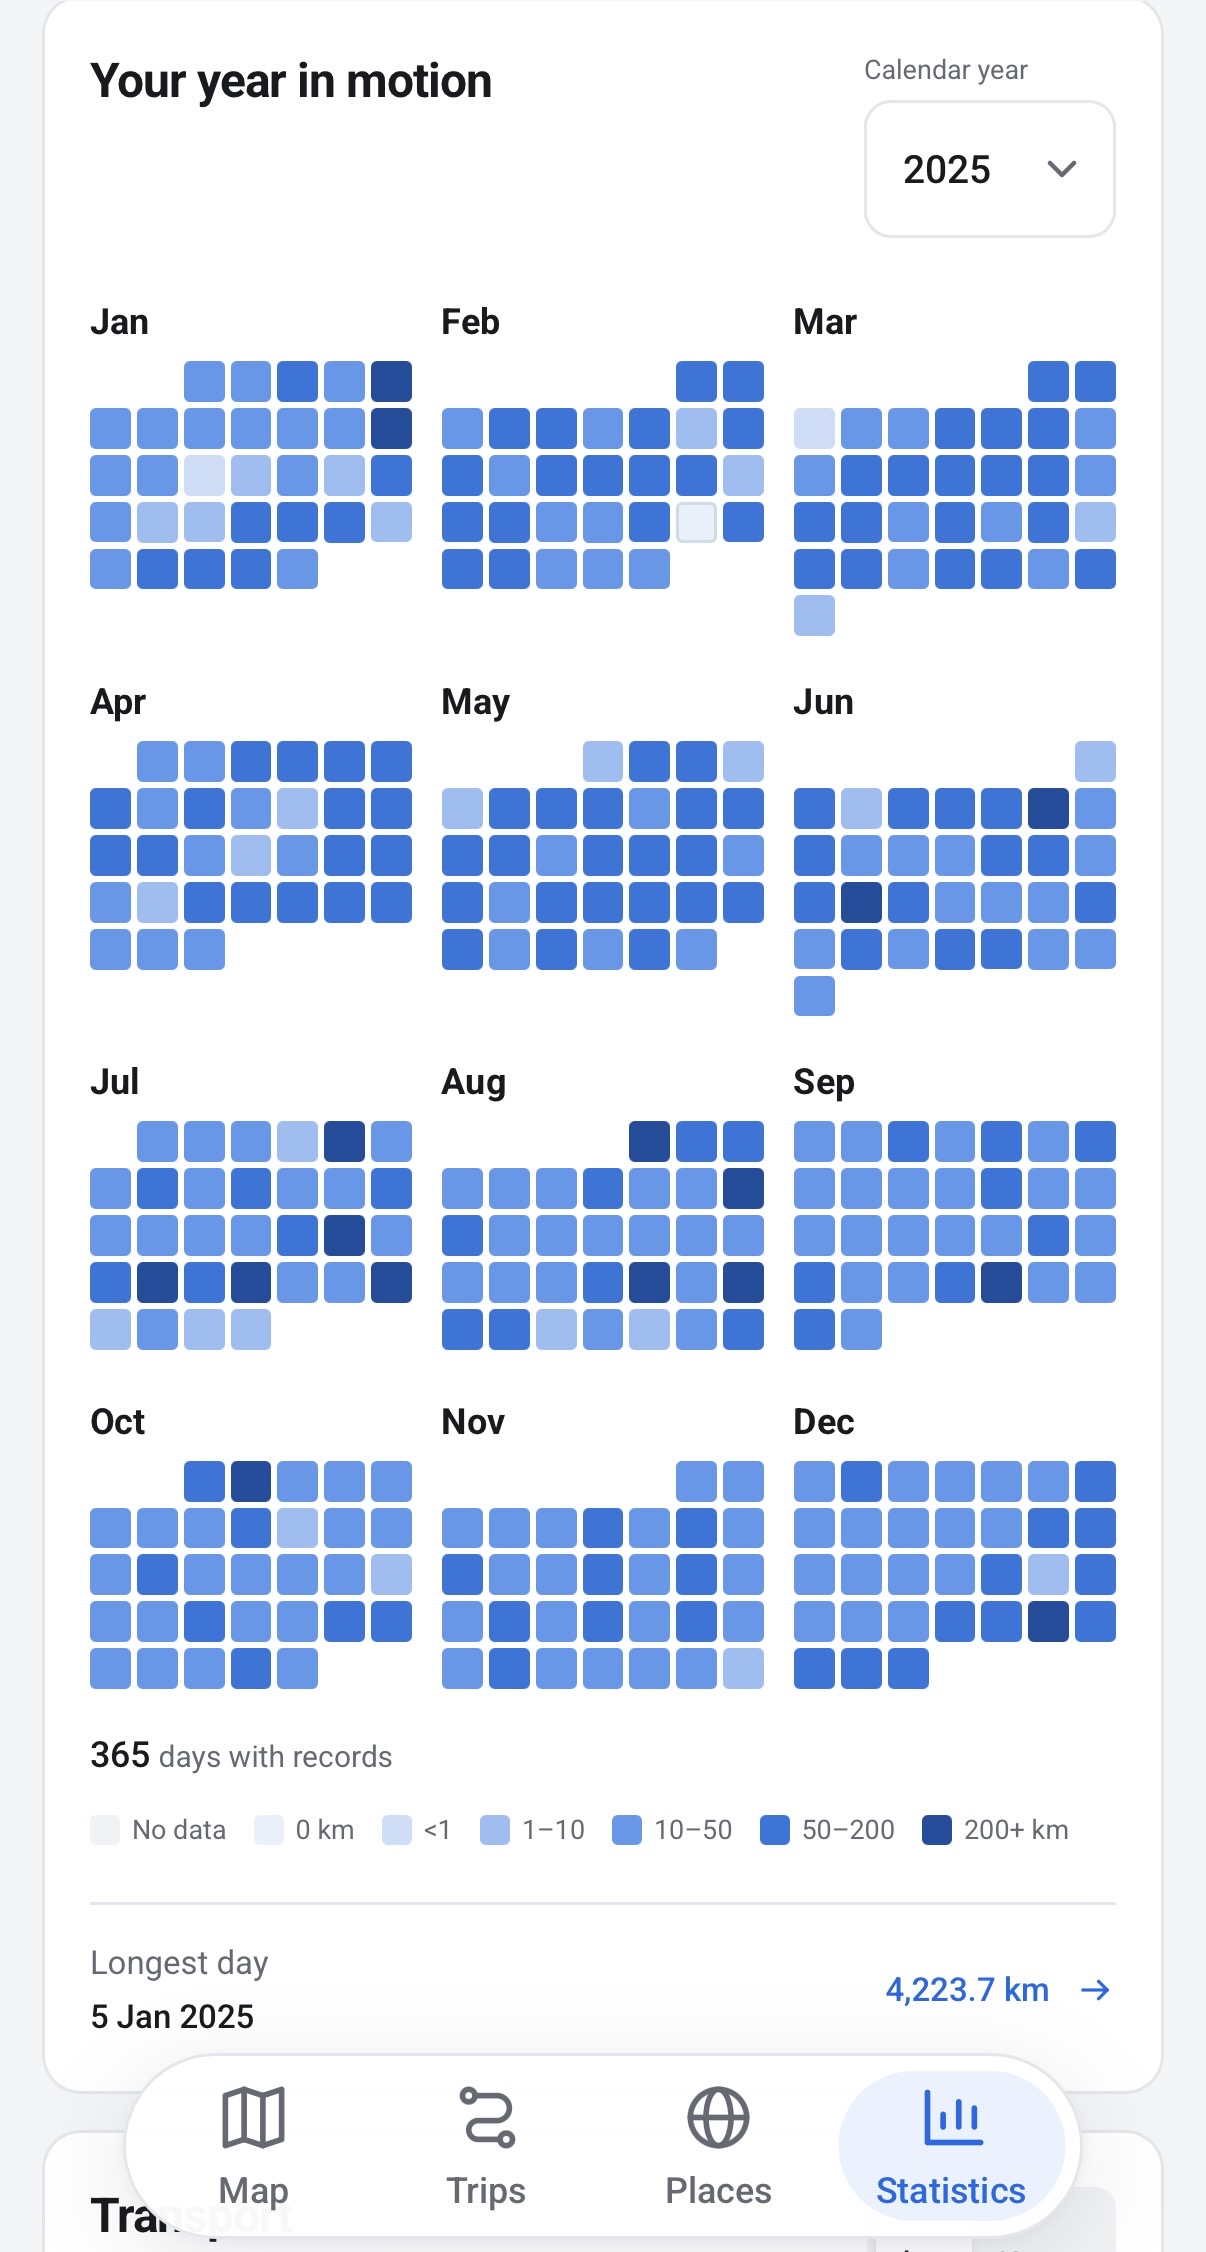 Your year in motion
Calendar year
2025
Jan
Feb
Mar
Apr
May
Jun
Jul
Aug
Sep
Oct
Nov
Dec
365 days with records
No data
0 km
<1
1–10
10–50
50–200
200+ km
Longest day
5 Jan 2025
4,223.7 km
Map
Trips
Places
Statistics
Transport